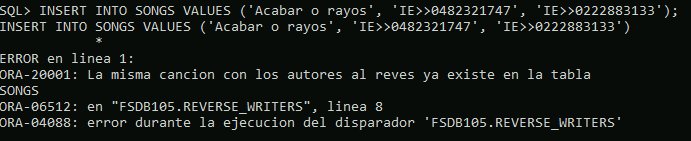 SQL> INSERT INTO SONGS VALUES ('Acabar o rayos', 'IE>>0482321747', 'IE>>0222883133');
INSERT INTO SONGS VALUES ('Acabar o rayos', 'IE>>0482321747', 'IE>>0222883133')
            *
ERROR en linea 1:
ORA-20001: La misma cancion con los autores al reves ya existe en la tabla
SONGS
ORA-06512: en "FSDB105.REVERSE_WRITERS", linea 8
ORA-04088: error durante la ejecucion del disparador 'FSDB105.REVERSE_WRITERS'